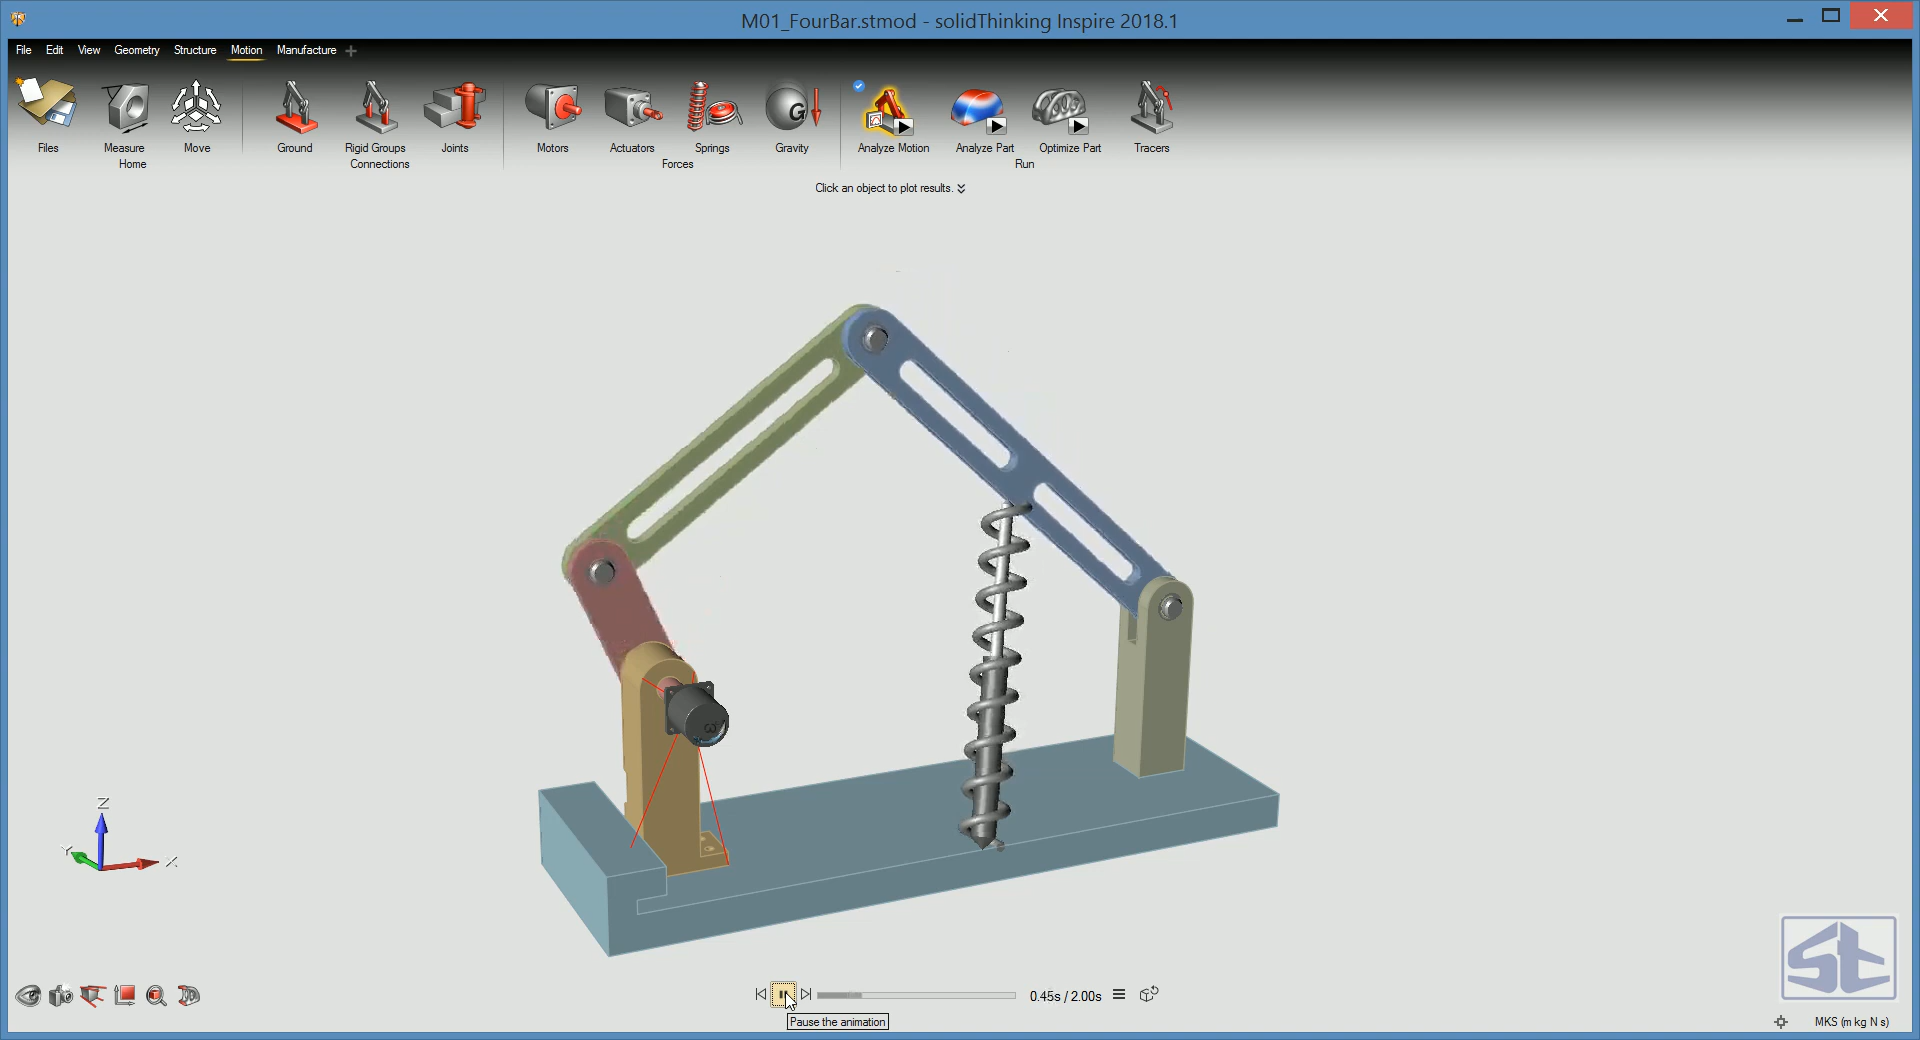 M01_FourBar.stmod - solidThinking Inspire 2018.1
File Edit View Geometry Structure Motion Manufacture
Files Measure Move Ground Rigid Groups Joints Motors Actuators Springs Gravity Analyze Motion Analyze Part Optimize Part Tracers
Home Connections Forces Run
Click an object to plot results.
G
Z
Y
X
st
0.45s / 2.00s
Pause the animation
MKS (m kg N s)